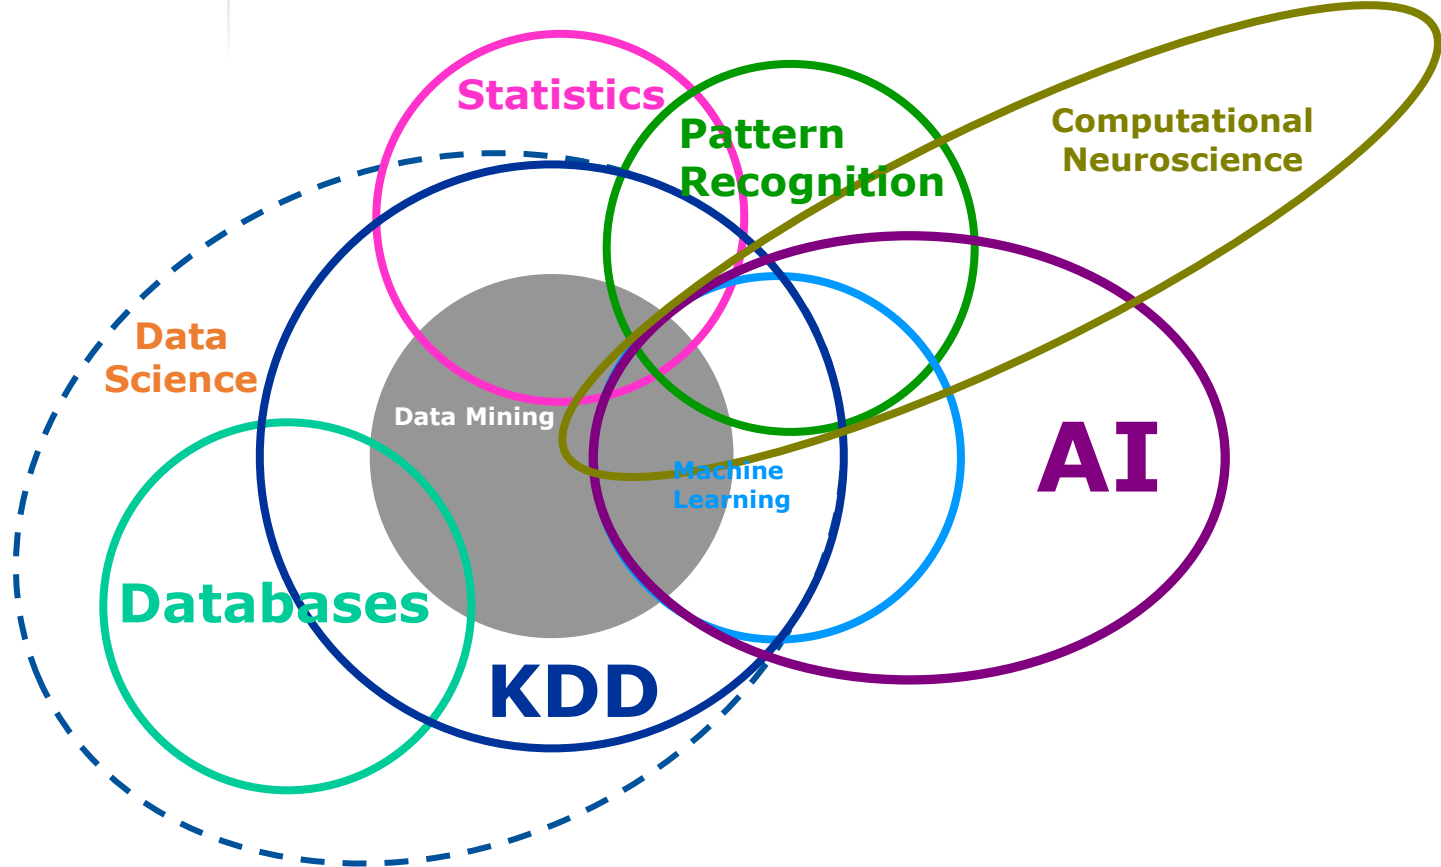 Statistics
Pattern
Recognition
Computational
Neuroscience
Data
Science
Data Mining
Machine
Learning
AI
Databases
KDD